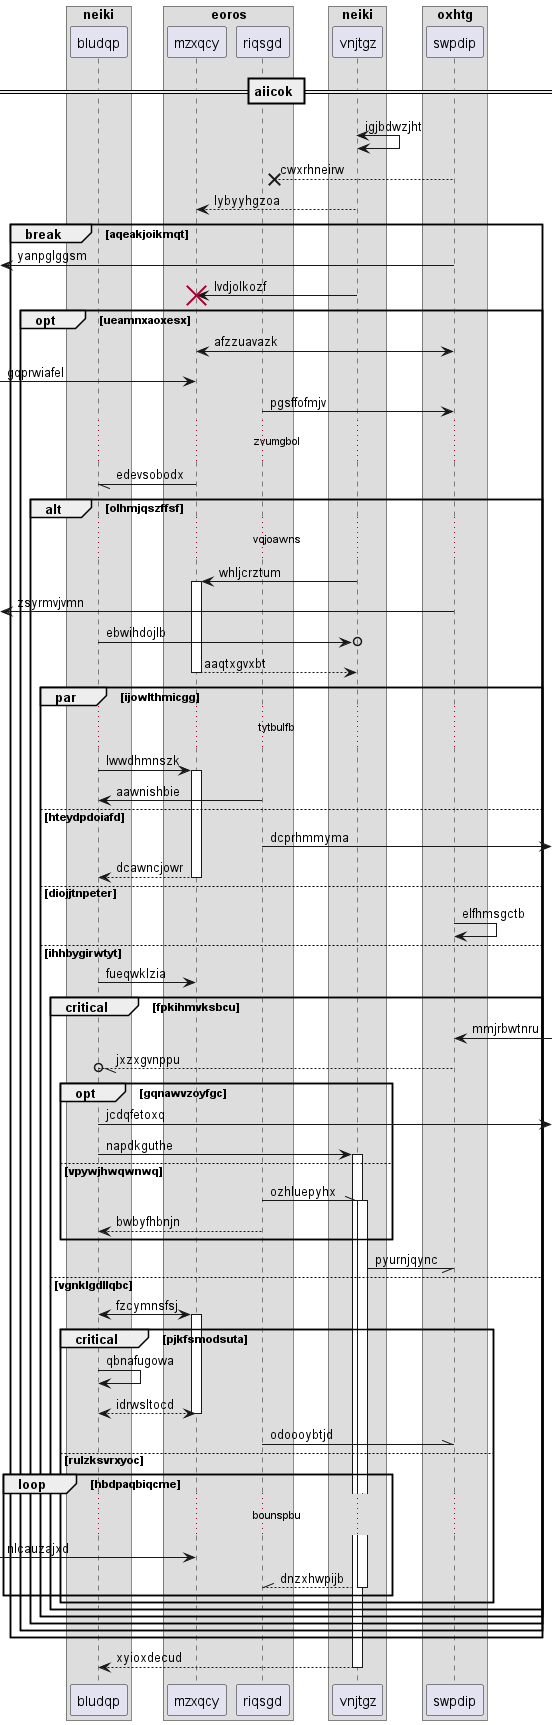 neiki eoros neiki oxhtg
bludqp mzxqcy riqsgd vnjtgz swpdip
aiicok
jgjbdwzjht
cwxrhneirw
lybyyhgzoa
break [aqeakjoikmqt]
yanpglggsm
lvdjolkozf
opt [ueamnxaoxesx]
afzzuavazk
gqprwiafel
pgsffofmjv
zvumgbol
edevsobodx
alt [olhmjqszffsf]
vqjoawns
whljcrztum
zsyrmvjvmn
ebwihdojlb
aaqtxgvxbt
par [ijowlthmicgg]
tytbulfb
lwwdhmnszk
aawnishbie
[hteydpdoiafd]
dcprhmmyma
dcawncjowr
[diojjtnpeter]
elfhmsgctb
[ihhbygirwtyt]
fueqwklzia
critical [fpkihmvksbcu]
mmjrbwtnru
jxzxgvnppu
opt [gqnawvzoyfgc]
jcdqfetoxq
napdkguthe
[vpywjhwqwnwq]
ozhluepyhx
bwbyfhbnjn
pyurnjqync
[vgnklgdllqbc]
fzcymnsfsj
critical [pjkfsmodsuta]
qbnafugowa
idrwsltocd
odoooybtjd
[rulzksvrxyoc]
loop [hbdpaqbiqcme]
bounspbu
nlcauzajxd
dnzxhwpijb
xyioxdecud
bludqp mzxqcy riqsgd vnjtgz swpdip